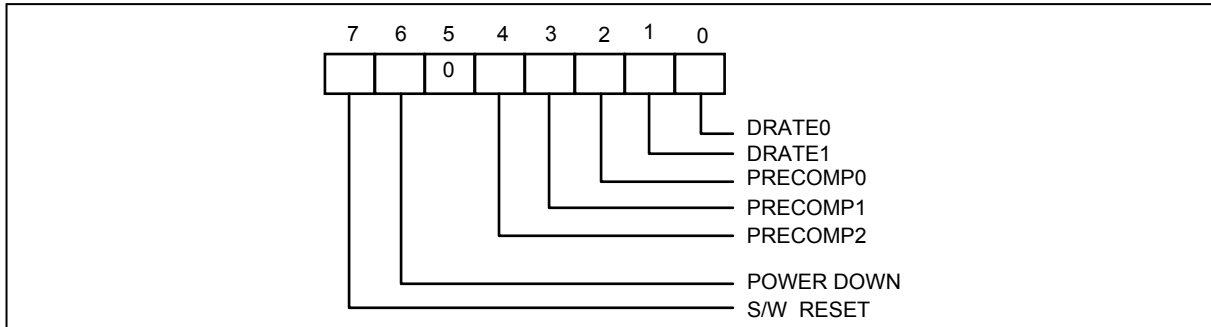 7 6 5 4 3 2 1 0
0
DRATE0
DRATE1
PRECOMP0
PRECOMP1
PRECOMP2
POWER DOWN
S/W RESET